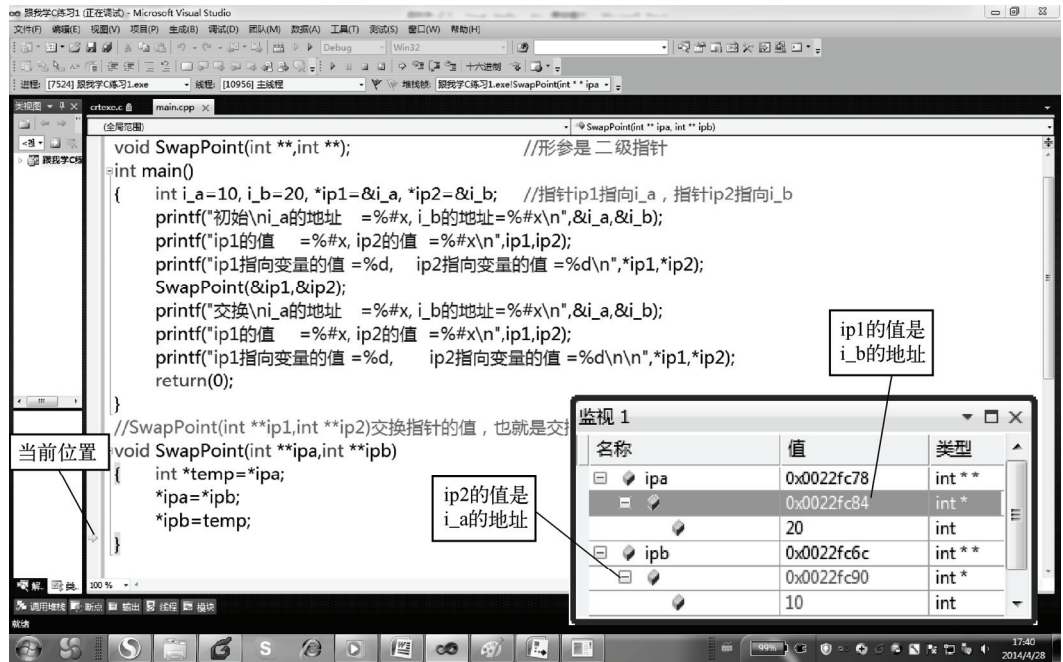 跟我学C练习1 (正在调试) - Microsoft Visual Studio
文件(F) 编辑(E) 视图(V) 项目(P) 生成(B) 调试(D) 团队(M) 数据(A) 工具(T) 测试(S) 窗口(W) 帮助(H)
Debug Win32
十六进制
进程: [7524] 跟我学C练习1.exe 线程: [10956] 主线程 堆栈帧: 跟我学C练习1.exe!SwapPoint(int * * ipa
类视图 crtexe.c main.cpp
(全局范围) SwapPoint(int ** ipa, int ** ipb)
跟我学C练
void SwapPoint(int **,int **); //形参是 二级指针
int main()
{ int i_a=10, i_b=20, *ip1=&i_a, *ip2=&i_b; //指针ip1指向i_a，指针ip2指向i_b
printf("初始\ni_a的地址 =%#x, i_b的地址=%#x\n",&i_a,&i_b);
printf("ip1的值 =%#x, ip2的值 =%#x\n",ip1,ip2);
printf("ip1指向变量的值 =%d, ip2指向变量的值 =%d\n",*ip1,*ip2);
SwapPoint(&ip1,&ip2);
printf("交换\ni_a的地址 =%#x, i_b的地址=%#x\n",&i_a,&i_b);
printf("ip1的值 =%#x, ip2的值 =%#x\n",ip1,ip2);
printf("ip1指向变量的值 =%d, ip2指向变量的值 =%d\n\n",*ip1,*ip2);
return(0);
}
//SwapPoint(int **ip1,int **ip2)交换指针的值，也就是交
void SwapPoint(int **ipa,int **ipb)
{ int *temp=*ipa;
*ipa=*ipb;
*ipb=temp;
}
当前位置
ip1的值是
i_b的地址
ip2的值是
i_a的地址
监视 1
名称 值 类型
ipa 0x0022fc78 int * *
0x0022fc84 int *
20 int
ipb 0x0022fc6c int * *
0x0022fc90 int *
10 int
100 %
调用堆栈 断点 输出 线程 模块
就绪
99%
17:40
2014/4/28